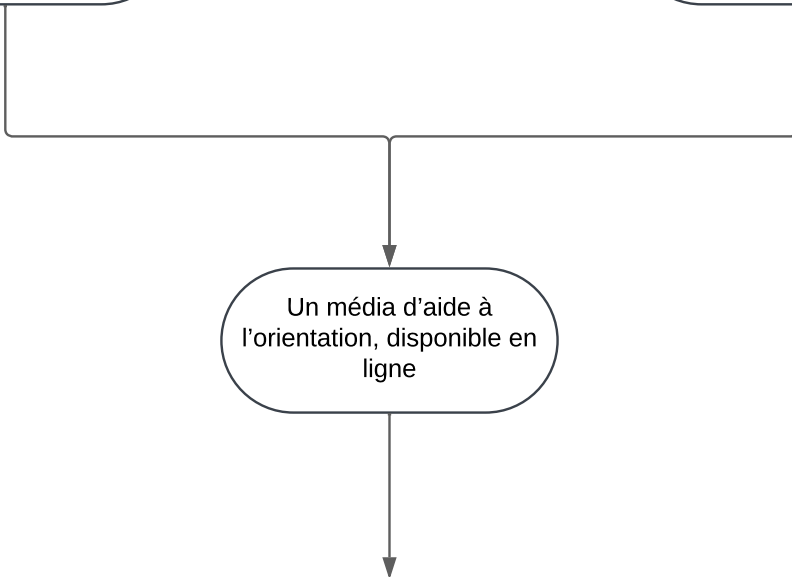 Un média d’aide à
l’orientation, disponible en
ligne